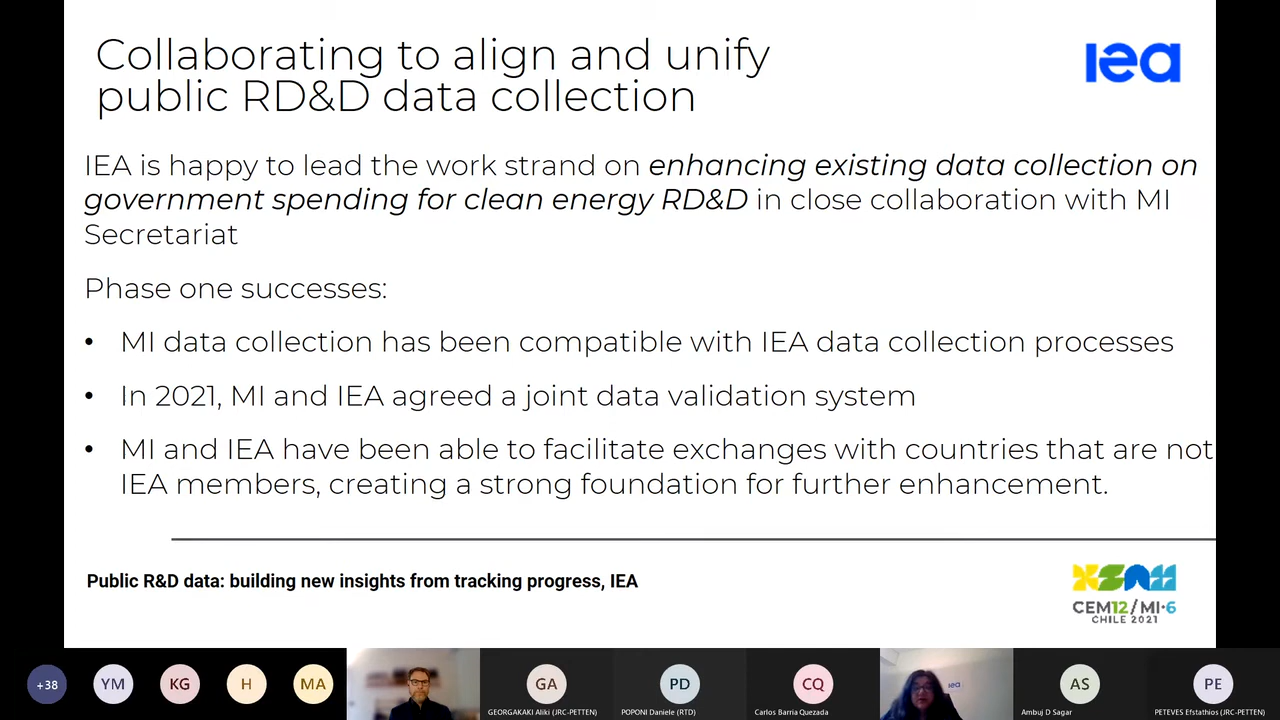 Collaborating to align and unify
public RD&D data collection
iea
IEA is happy to lead the work strand on enhancing existing data collection on
government spending for clean energy RD&D in close collaboration with MI
Secretariat
Phase one successes:
• MI data collection has been compatible with IEA data collection processes
• In 2021, MI and IEA agreed a joint data validation system
• MI and IEA have been able to facilitate exchanges with countries that are not
IEA members, creating a strong foundation for further enhancement.
Public R&D data: building new insights from tracking progress, IEA
CEM12/MI·6
CHILE 2021
+38
YM
KG
H
MA
GA
GEORGAKAKI Aliki (JRC-PETTEN)
PD
POPONI Daniele (RTD)
CQ
Carlos Barria Quezada
iea
AS
Ambuj D Sagar
PE
PETEVES Efstathios (JRC-PETTEN)